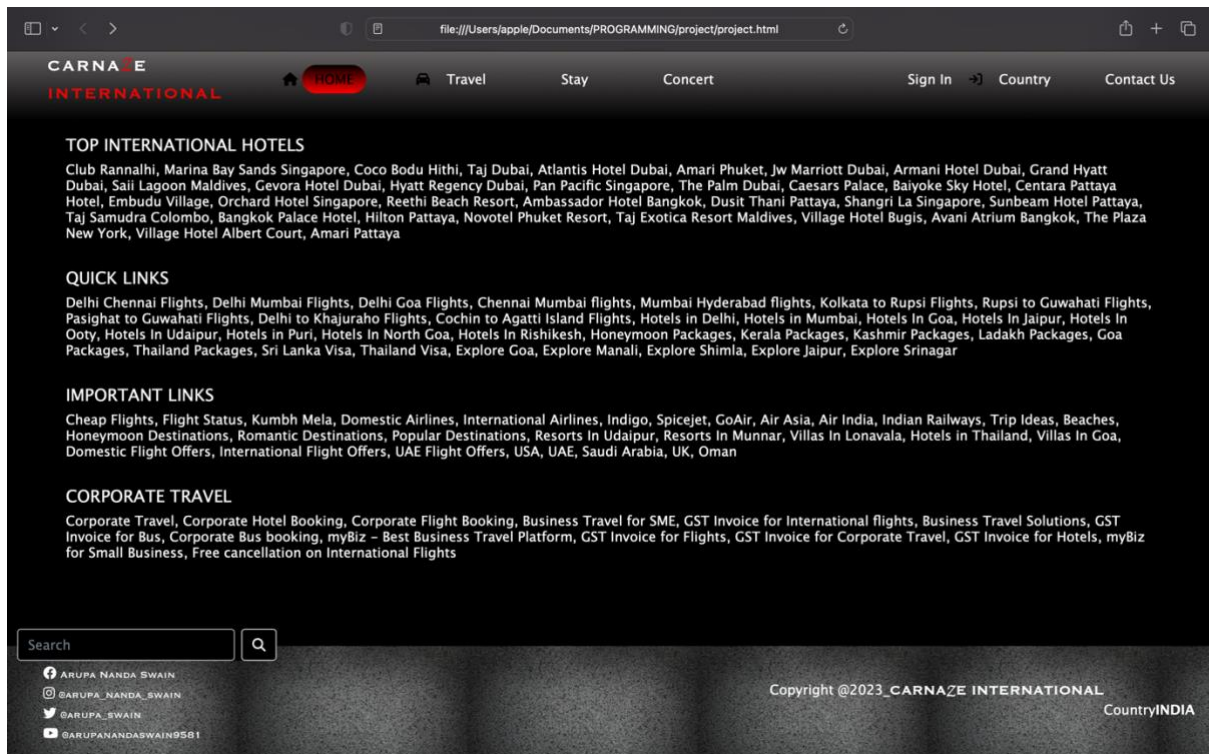 file:///Users/apple/Documents/PROGRAMMING/project/project.html
CARNAZE
INTERNATIONAL
HOME
Travel
Stay
Concert
Sign In
Country
Contact Us
TOP INTERNATIONAL HOTELS
Club Rannalhi, Marina Bay Sands Singapore, Coco Bodu Hithi, Taj Dubai, Atlantis Hotel Dubai, Amari Phuket, Jw Marriott Dubai, Armani Hotel Dubai, Grand Hyatt
Dubai, Saii Lagoon Maldives, Gevora Hotel Dubai, Hyatt Regency Dubai, Pan Pacific Singapore, The Palm Dubai, Caesars Palace, Baiyoke Sky Hotel, Centara Pattaya
Hotel, Embudu Village, Orchard Hotel Singapore, Reethi Beach Resort, Ambassador Hotel Bangkok, Dusit Thani Pattaya, Shangri La Singapore, Sunbeam Hotel Pattaya,
Taj Samudra Colombo, Bangkok Palace Hotel, Hilton Pattaya, Novotel Phuket Resort, Taj Exotica Resort Maldives, Village Hotel Bugis, Avani Atrium Bangkok, The Plaza
New York, Village Hotel Albert Court, Amari Pattaya
QUICK LINKS
Delhi Chennai Flights, Delhi Mumbai Flights, Delhi Goa Flights, Chennai Mumbai flights, Mumbai Hyderabad flights, Kolkata to Rupsi Flights, Rupsi to Guwahati Flights,
Pasighat to Guwahati Flights, Delhi to Khajuraho Flights, Cochin to Agatti Island Flights, Hotels in Delhi, Hotels in Mumbai, Hotels In Goa, Hotels In Jaipur, Hotels In
Ooty, Hotels In Udaipur, Hotels in Puri, Hotels In North Goa, Hotels In Rishikesh, Honeymoon Packages, Kerala Packages, Kashmir Packages, Ladakh Packages, Goa
Packages, Thailand Packages, Sri Lanka Visa, Thailand Visa, Explore Goa, Explore Manali, Explore Shimla, Explore Jaipur, Explore Srinagar
IMPORTANT LINKS
Cheap Flights, Flight Status, Kumbh Mela, Domestic Airlines, International Airlines, Indigo, Spicejet, GoAir, Air Asia, Air India, Indian Railways, Trip Ideas, Beaches,
Honeymoon Destinations, Romantic Destinations, Popular Destinations, Resorts In Udaipur, Resorts In Munnar, Villas In Lonavala, Hotels in Thailand, Villas In Goa,
Domestic Flight Offers, International Flight Offers, UAE Flight Offers, USA, UAE, Saudi Arabia, UK, Oman
CORPORATE TRAVEL
Corporate Travel, Corporate Hotel Booking, Corporate Flight Booking, Business Travel for SME, GST Invoice for International flights, Business Travel Solutions, GST
Invoice for Bus, Corporate Bus booking, myBiz – Best Business Travel Platform, GST Invoice for Flights, GST Invoice for Corporate Travel, GST Invoice for Hotels, myBiz
for Small Business, Free cancellation on International Flights
Search
ARUPA NANDA SWAIN
@ARUPA_NANDA_SWAIN
@ARUPA_SWAIN
@ARUPANANDASWAIN9581
Copyright @2023_CARNAZE INTERNATIONAL
CountryINDIA